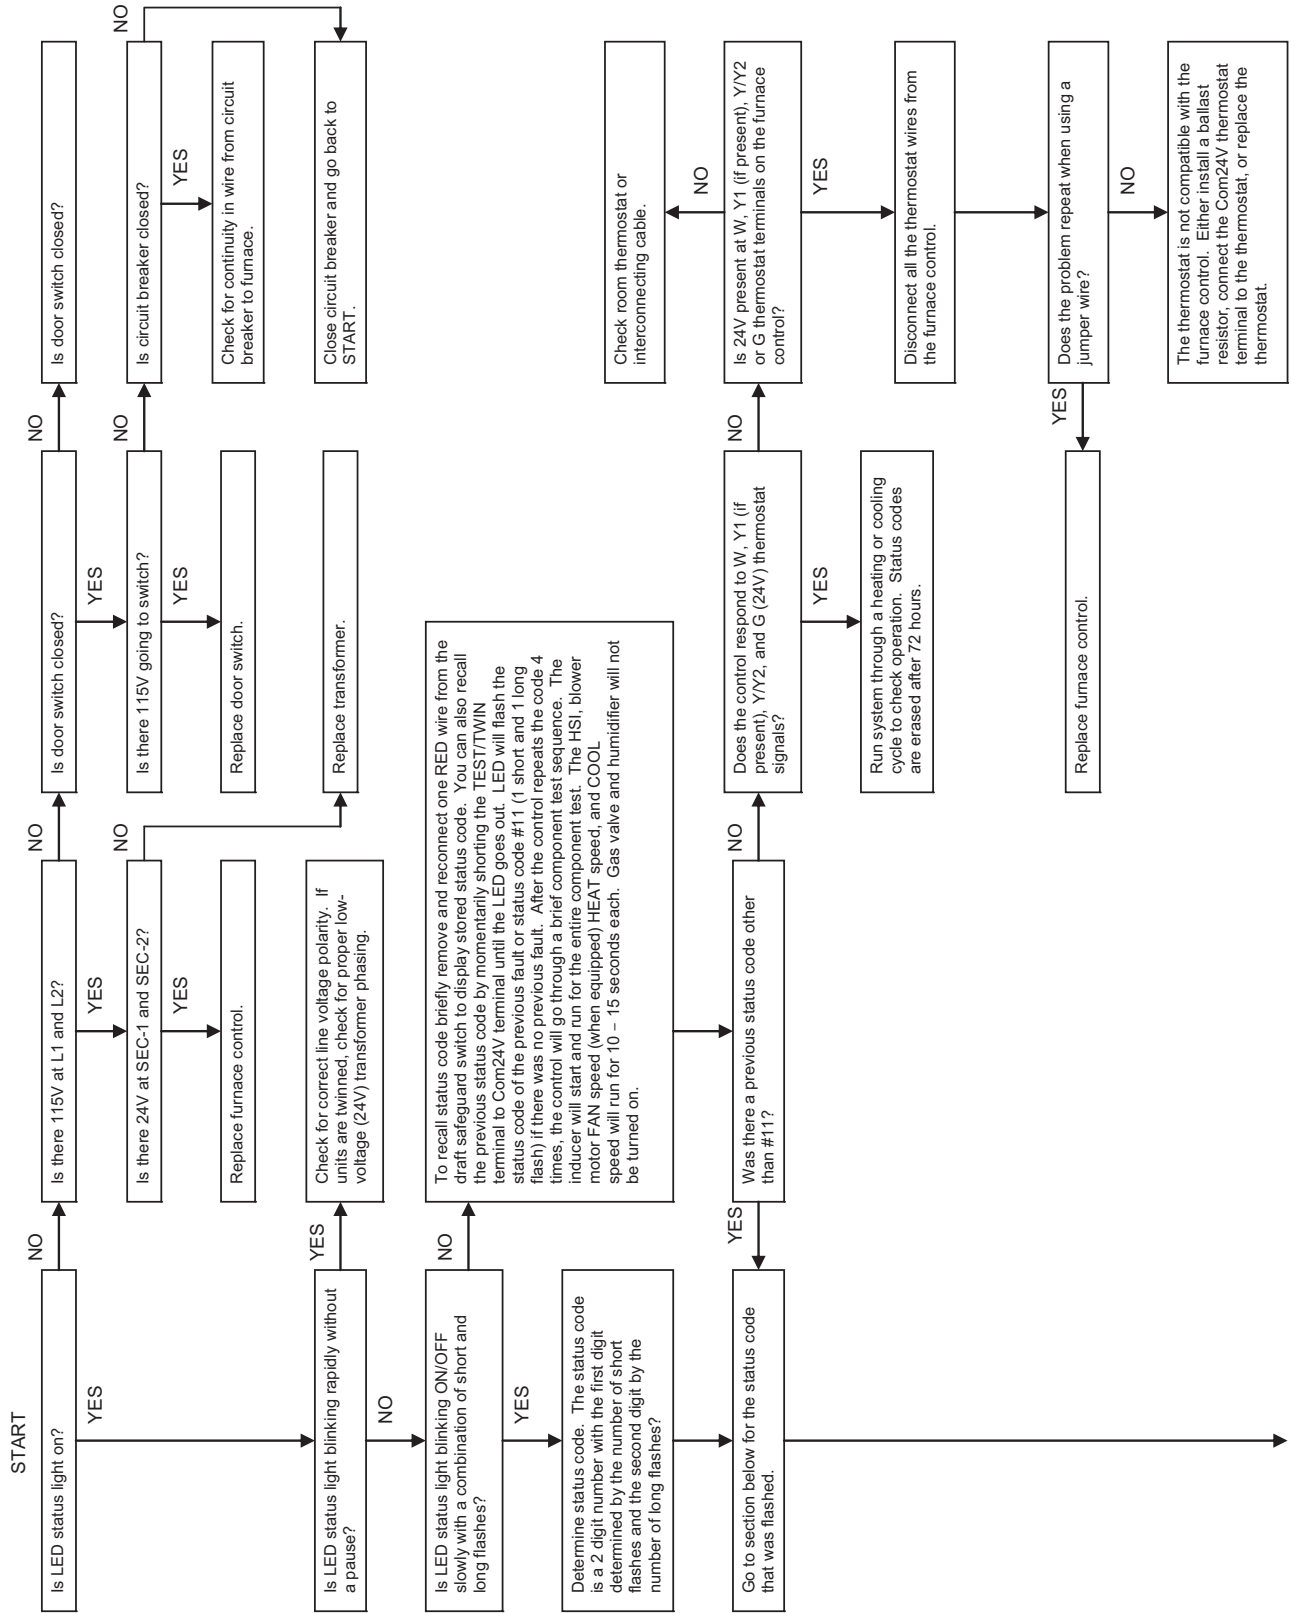 START
Is LED status light on?
NO
YES
Is there 115V at L1 and L2?
NO
YES
Is door switch closed?
NO
YES
Is door switch closed?
Is there 24V at SEC-1 and SEC-2?
NO
YES
Is there 115V going to switch?
NO
YES
Is circuit breaker closed?
NO
YES
Replace furnace control.
Replace door switch.
Check for continuity in wire from circuit
breaker to furnace.
Is LED status light blinking rapidly without
a pause?
YES
NO
Check for correct line voltage polarity.  If
units are twinned, check for proper low-
voltage (24V) transformer phasing.
Replace transformer.
Close circuit breaker and go back to
START.
Is LED status light blinking ON/OFF
slowly with a combination of short and
long flashes?
NO
YES
To recall status code briefly remove and reconnect one RED wire from the
draft safeguard switch to display stored status code.  You can also recall
the previous status code by momentarily shorting the TEST/TWIN
terminal to Com24V terminal until the LED goes out.  LED will flash the
status code of the previous fault or status code #11 (1 short and 1 long
flash) if there was no previous fault.  After the control repeats the code 4
times, the control will go through a brief component test sequence.  The
inducer will start and run for the entire component test.  The HSI, blower
motor FAN speed (when equipped) HEAT speed, and COOL
speed will run for 10 – 15 seconds each.  Gas valve and humidifier will not
be turned on.
Determine status code.  The status code
is a 2 digit number with the first digit
determined by the number of short
flashes and the second digit by the
number of long flashes?
Check room thermostat or
interconnecting cable.
NO
Go to section below for the status code
that was flashed.
YES
Was there a previous status code other
than #11?
NO
Does the control respond to W, Y1 (if
present), Y/Y2, and G (24V) thermostat
signals?
NO
YES
Is 24V present at W, Y1 (if present), Y/Y2
or G thermostat terminals on the furnace
control?
YES
Run system through a heating or cooling
cycle to check operation.  Status codes
are erased after 72 hours.
Disconnect all the thermostat wires from
the furnace control.
Replace furnace control.
YES
Does the problem repeat when using a
jumper wire?
NO
The thermostat is not compatible with the
furnace control.  Either install a ballast
resistor, connect the Com24V thermostat
terminal to the thermostat, or replace the
thermostat.